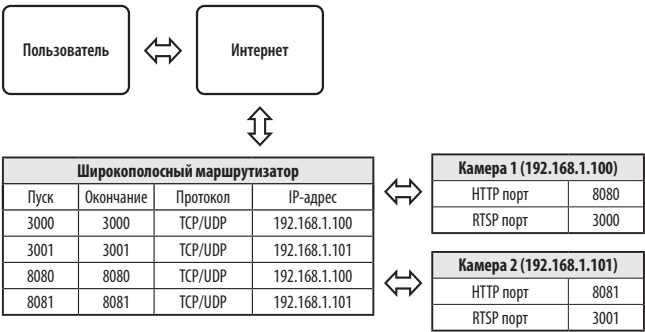 Пользователь
Интернет
Широкополосный маршрутизатор
Пуск Окончание Протокол IP-адрес
3000 3000 TCP/UDP 192.168.1.100
3001 3001 TCP/UDP 192.168.1.101
8080 8080 TCP/UDP 192.168.1.100
8081 8081 TCP/UDP 192.168.1.101
Камера 1 (192.168.1.100)
HTTP порт 8080
RTSP порт 3000
Камера 2 (192.168.1.101)
HTTP порт 8081
RTSP порт 3001